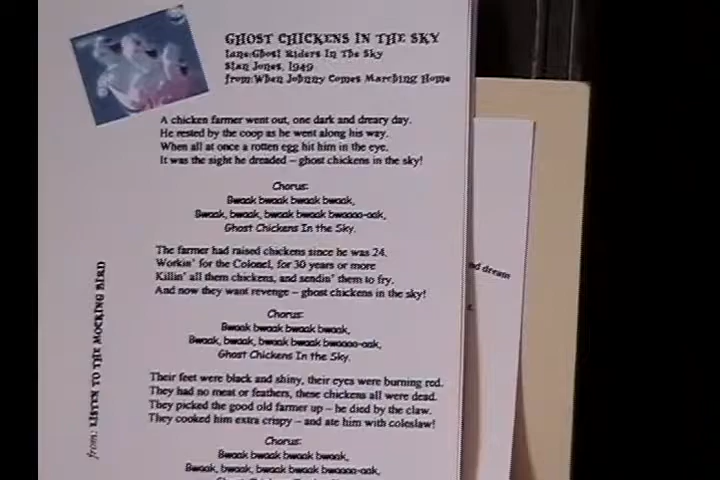 GHOST CHICKENS IN THE SKY
tune:Ghost Riders In The Sky
Stan Jones, 1949
from:When Johnny Comes Marching Home
A chicken farmer went out, one dark and dreary day.
He rested by the coop as he went along his way.
When all at once a rotten egg hit him in the eye.
It was the sight he dreaded – ghost chickens in the sky!
Chorus:
Bwaak bwaak bwaak bwaak,
Bwaak, bwaak, bwaak bwaak bwaaaa-aak,
Ghost Chickens In the Sky.
The farmer had raised chickens since he was 24.
Workin' for the Colonel, for 30 years or more
Killin' all them chickens, and sendin' them to fry.
And now they want revenge – ghost chickens in the sky!
Chorus:
Bwaak bwaak bwaak bwaak,
Bwaak, bwaak, bwaak bwaak bwaaaa-aak,
Ghost Chickens In the Sky.
Their feet were black and shiny, their eyes were burning red.
They had no meat or feathers, these chickens all were dead.
They picked the good old farmer up – he died by the claw.
They cooked him extra crispy – and ate him with coleslaw!
Chorus:
Bwaak bwaak bwaak bwaak,
Bwaak, bwaak, bwaak bwaak bwaaaa-aak,
from: LISTEN TO THE MOCKING BIRD
dream